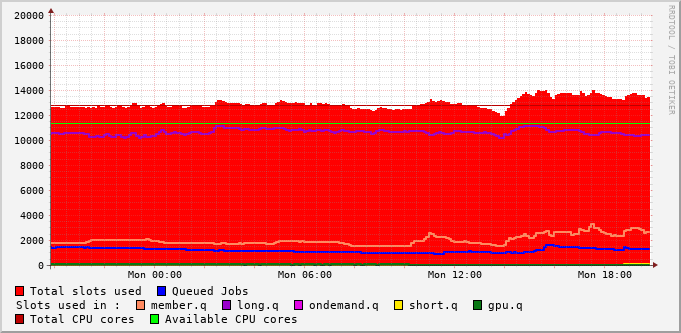 20000
18000
16000
14000
12000
10000
8000
6000
4000
2000
0
Mon 00:00 Mon 06:00 Mon 12:00 Mon 18:00
Total slots used Queued Jobs
Slots used in : member.q long.q ondemand.q short.q gpu.q
Total CPU cores Available CPU cores
RRDTOOL / TOBI OETIKER